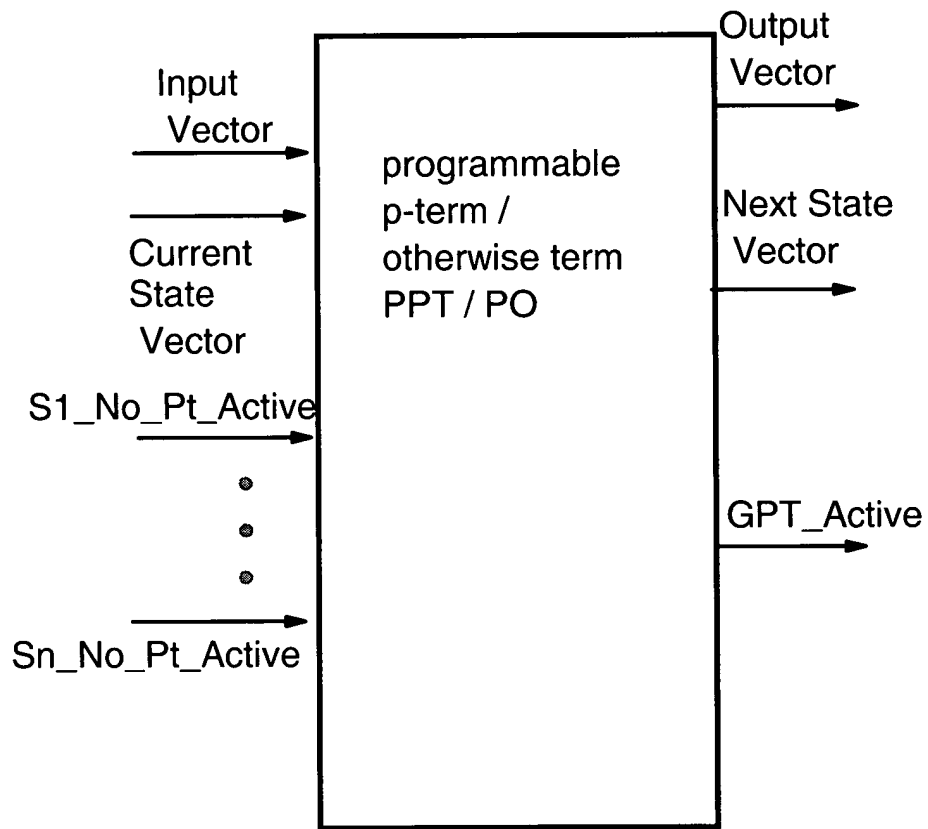 Input
Vector
Current
State
Vector
S1_No_Pt_Active
Sn_No_Pt_Active
programmable
p-term /
otherwise term
PPT / PO
Output
Vector
Next State
Vector
GPT_Active